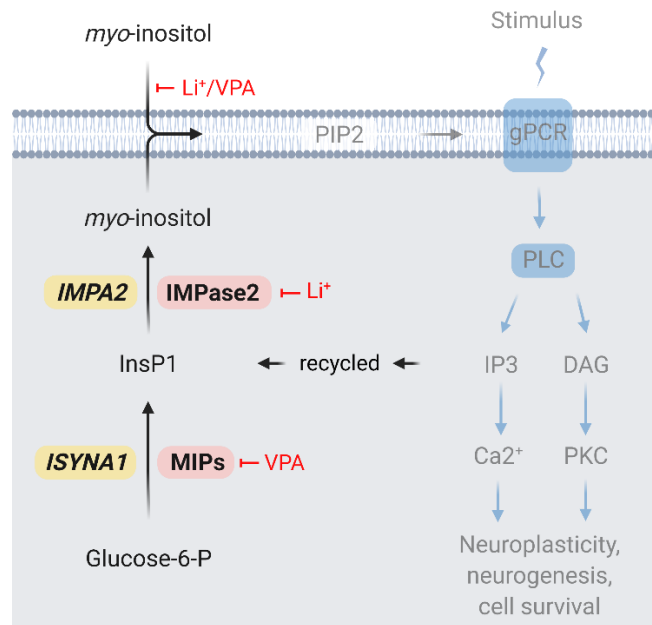 myo-inositol
Stimulus
Li⁺/VPA
PIP2
gPCR
myo-inositol
PLC
IMPA2
IMPase2
Li⁺
InsP1
recycled
IP3
DAG
ISYNA1
MIPs
VPA
Ca2⁺
PKC
Glucose-6-P
Neuroplasticity,
neurogenesis,
cell survival